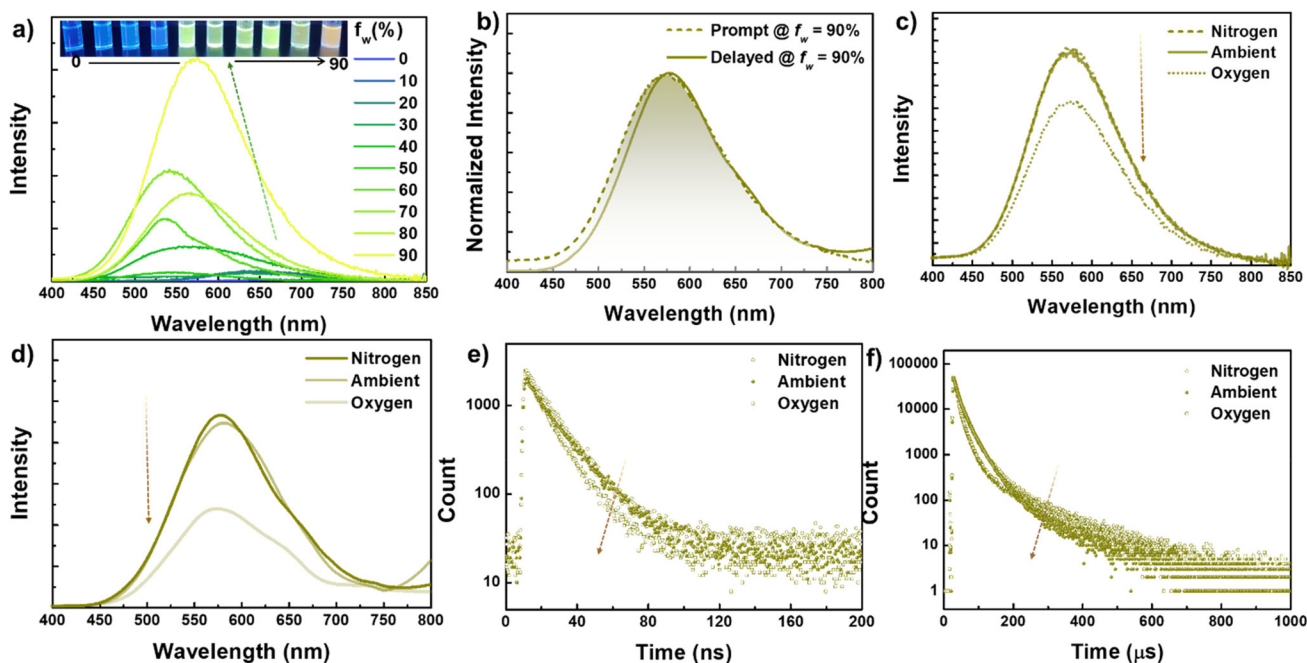 a)
f_w(%)
0
90
0
10
20
30
40
50
60
70
80
90
Intensity
400 450 500 550 600 650 700 750 800 850
Wavelength (nm)
b)
Prompt @ f_w = 90%
Delayed @ f_w = 90%
Normalized Intensity
400 450 500 550 600 650 700 750 800
Wavelength (nm)
c)
Nitrogen
Ambient
Oxygen
Intensity
400 450 500 550 600 650 700 750 800 850
Wavelength (nm)
d)
Nitrogen
Ambient
Oxygen
Intensity
400 450 500 550 600 650 700 750 800
Wavelength (nm)
e)
Nitrogen
Ambient
Oxygen
Count
1000
100
10
0 40 80 120 160 200
Time (ns)
f)
Nitrogen
Ambient
Oxygen
Count
100000
10000
1000
100
10
1
0 200 400 600 800 1000
Time (μs)